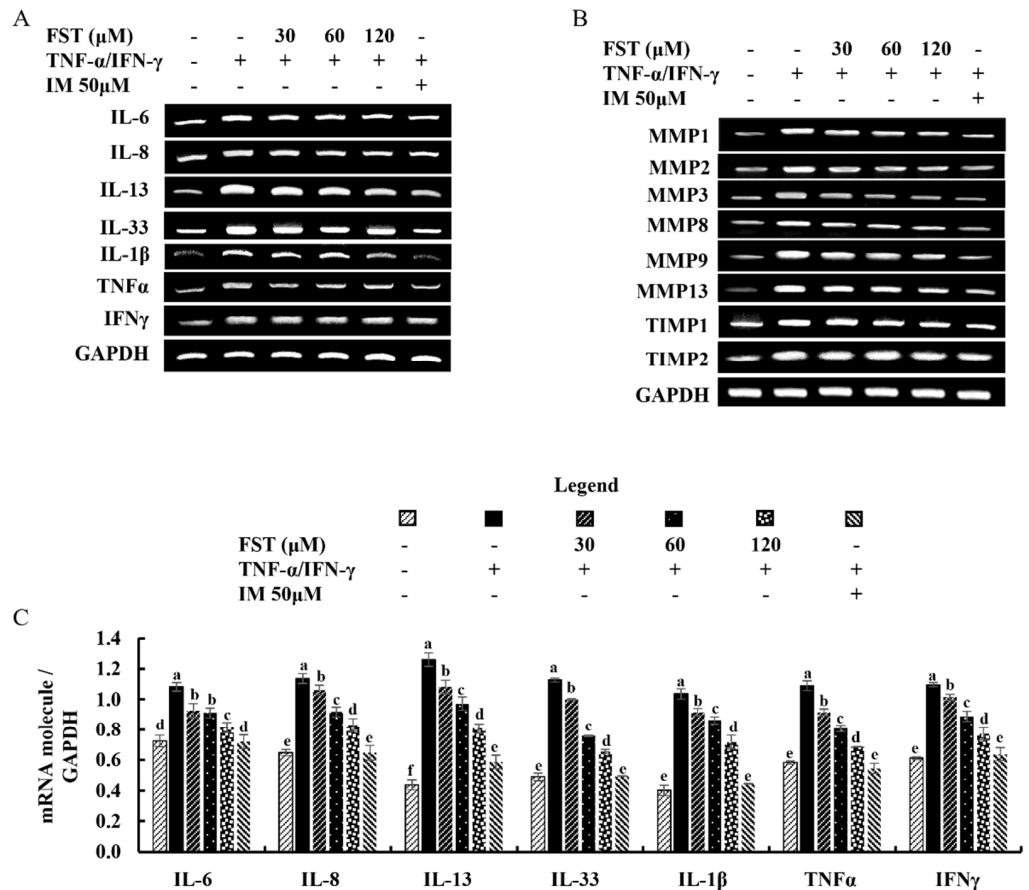 A
FST (μM) - - 30 60 120 -
TNF-α/IFN-γ - + + + + +
IM 50μM - - - - - +
IL-6
IL-8
IL-13
IL-33
IL-1β
TNFα
IFNγ
GAPDH
B
FST (μM) - - 30 60 120 -
TNF-α/IFN-γ - + + + + +
IM 50μM - - - - - +
MMP1
MMP2
MMP3
MMP8
MMP9
MMP13
TIMP1
TIMP2
GAPDH
Legend
FST (μM) - - 30 60 120 -
TNF-α/IFN-γ - + + + + +
IM 50μM - - - - - +
C
mRNA molecule /
GAPDH
1.4
1.2
1.0
0.8
0.6
0.4
0.2
0.0
d a b b c d
e a b c d e
f a b c d e
e a b c d e
e a b c d e
e a b c d e
e a b c d e
IL-6 IL-8 IL-13 IL-33 IL-1β TNFα IFNγ